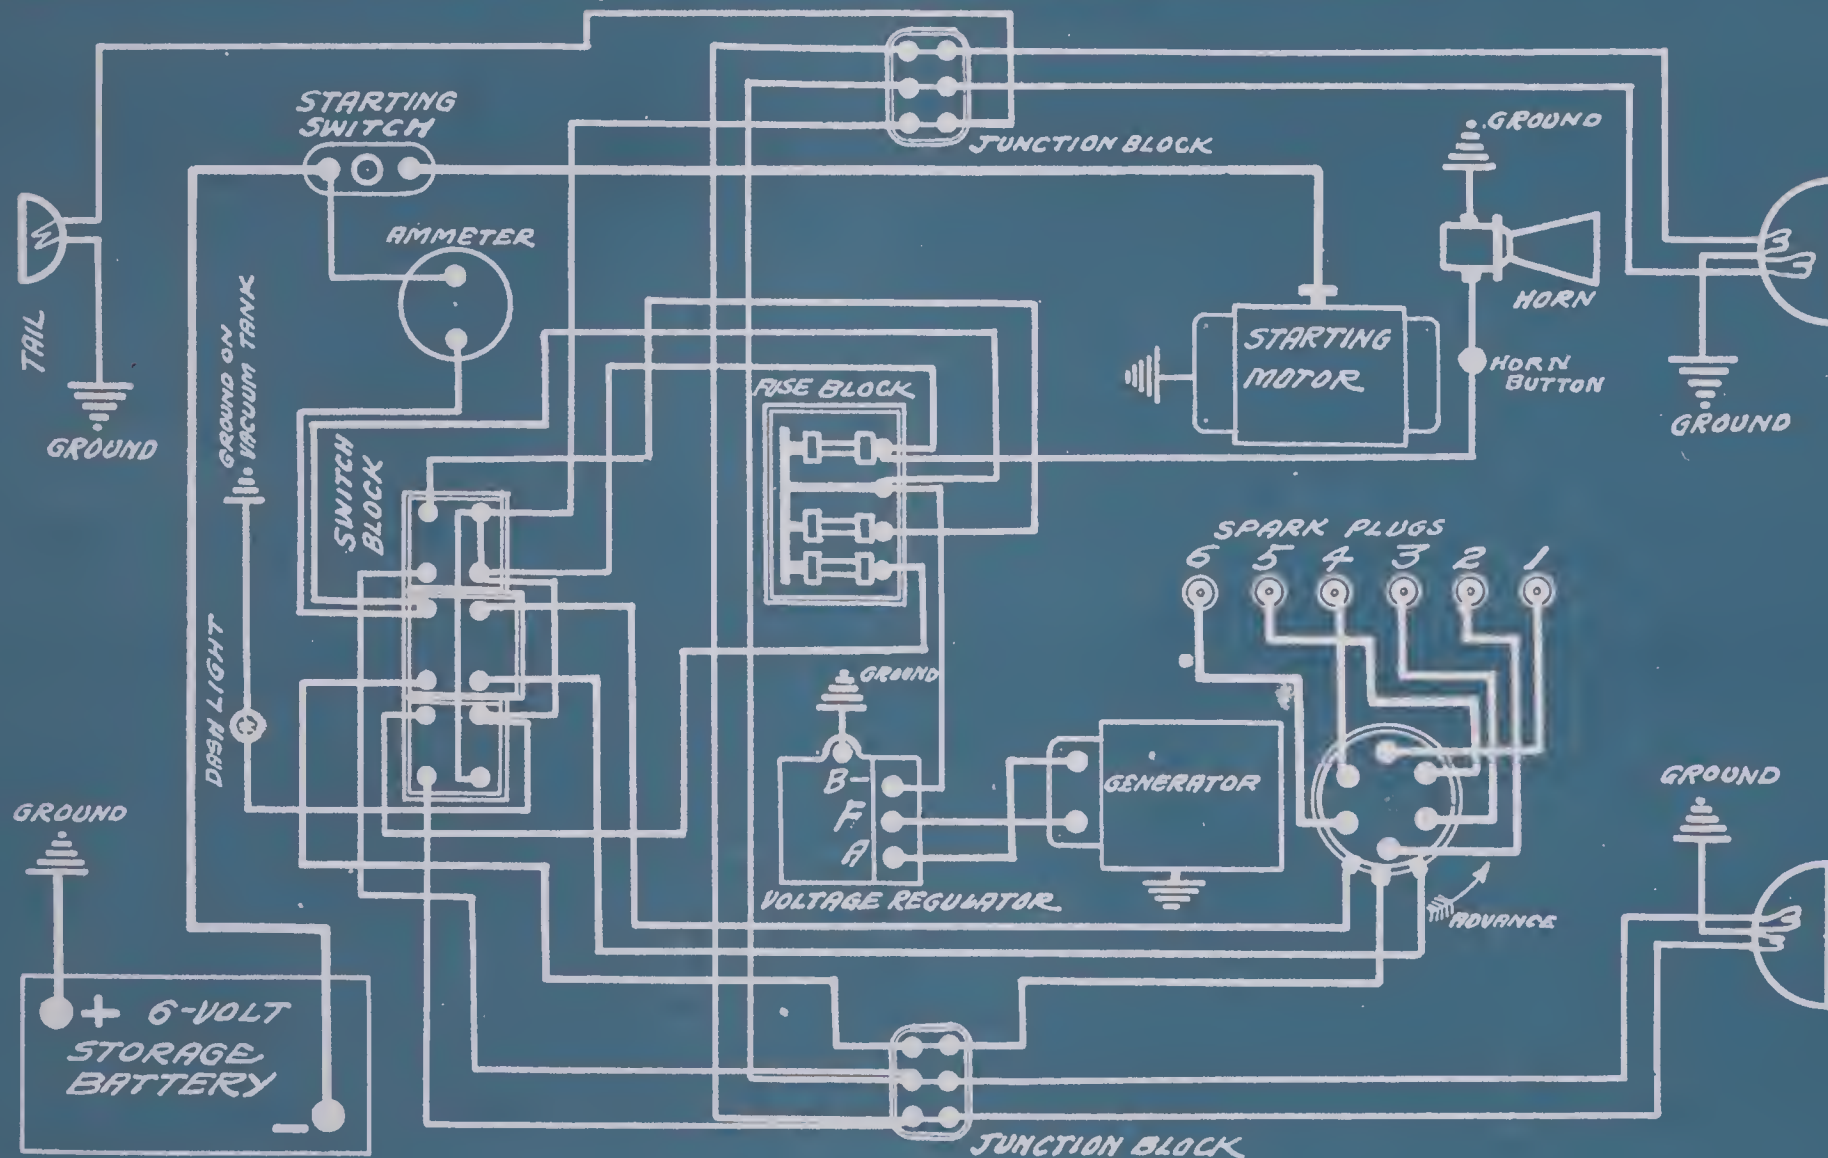 STARTING
SWITCH
JUNCTION BLOCK
GROUND
AMMETER
HORN
TAIL
GROUND ON
VACUUM TANK
STARTING
MOTOR
HORN
BUTTON
FUSE BLOCK
GROUND
GROUND
SWITCH
BLOCK
SPARK PLUGS
6 5 4 3 2 1
DASH LIGHT
GROUND
GROUND
B-
F
A
GENERATOR
GROUND
VOLTAGE REGULATOR
ADVANCE
+ 6-VOLT
STORAGE
BATTERY
-
JUNCTION BLOCK